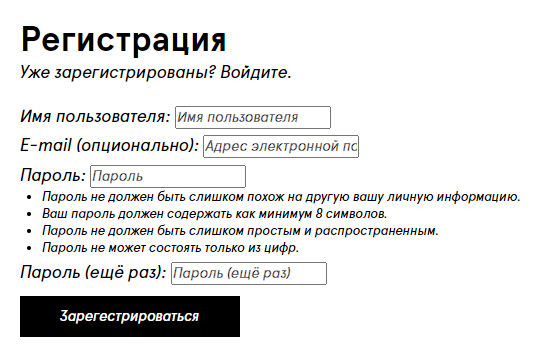 Регистрация
Уже зарегистрированы? Войдите.
Имя пользователя: Имя пользователя
E-mail (опционально): Адрес электронной по
Пароль: Пароль
Пароль не должен быть слишком похож на другую вашу личную информацию.
Ваш пароль должен содержать как минимум 8 символов.
Пароль не должен быть слишком простым и распространенным.
Пароль не может состоять только из цифр.
Пароль (ещё раз): Пароль (ещё раз)
Зарегестрироваться